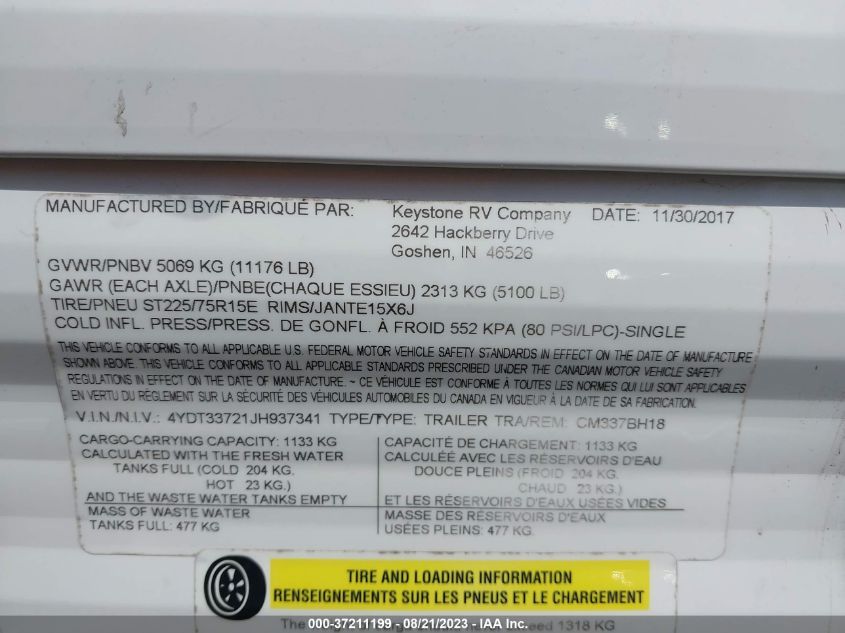 MANUFACTURED BY/FABRIQUÉ PAR: Keystone RV Company DATE: 11/30/2017
2642 Hackberry Drive
Goshen, IN 46526
GVWR/PNBV 5069 KG (11176 LB)
GAWR (EACH AXLE)/PNBE(CHAQUE ESSIEU) 2313 KG (5100 LB)
TIRE/PNEU ST225/75R15E RIMS/JANTE15X6J
COLD INFL. PRESS/PRESS. DE GONFL. À FROID 552 KPA (80 PSI/LPC)-SINGLE
THIS VEHICLE CONFORMS TO ALL APPLICABLE U.S. FEDERAL MOTOR VEHICLE SAFETY STANDARDS IN EFFECT ON THE DATE OF MANUFACTURE
SHOWN ABOVE. THIS VEHICLE CONFORMS TO ALL APPLICABLE STANDARDS PRESCRIBED UNDER THE CANADIAN MOTOR VEHICLE SAFETY
REGULATIONS IN EFFECT ON THE DATE OF MANUFACTURE. ~ CE VÉHICULE EST CONFORME À TOUTES LES NORMES QUI LUI SONT APPLICABLES
EN VERTU DU RÈGLEMENT SUR LA SÉCURITÉ DES VÉHICULES AUTOMOBILES DU CANADA EN VIGUEUR À LA DATE DE SA FABRICATION.
V.I.N./N.I.V.: 4YDT33721JH937341 TYPE/TYPE: TRAILER TRA/REM: CM337BH18
CARGO-CARRYING CAPACITY: 1133 KG
CALCULATED WITH THE FRESH WATER
TANKS FULL (COLD 204 KG.
HOT 23 KG.)
AND THE WASTE WATER TANKS EMPTY
MASS OF WASTE WATER
TANKS FULL: 477 KG
CAPACITÉ DE CHARGEMENT: 1133 KG
CALCULÉE AVEC LES RÉSERVOIRS D'EAU
DOUCE PLEINS (FROID 204 KG.
CHAUD 23 KG.)
ET LES RÉSERVOIRS D'EAUX USÉES VIDES
MASSE DES RÉSERVOIRS D'EAUX
USÉES PLEINS: 477 KG.
TIRE AND LOADING INFORMATION
RENSEIGNEMENTS SUR LES PNEUS ET LE CHARGEMENT
The exceed 1318 KG
000-37211199 - 08/21/2023 - IAA Inc.